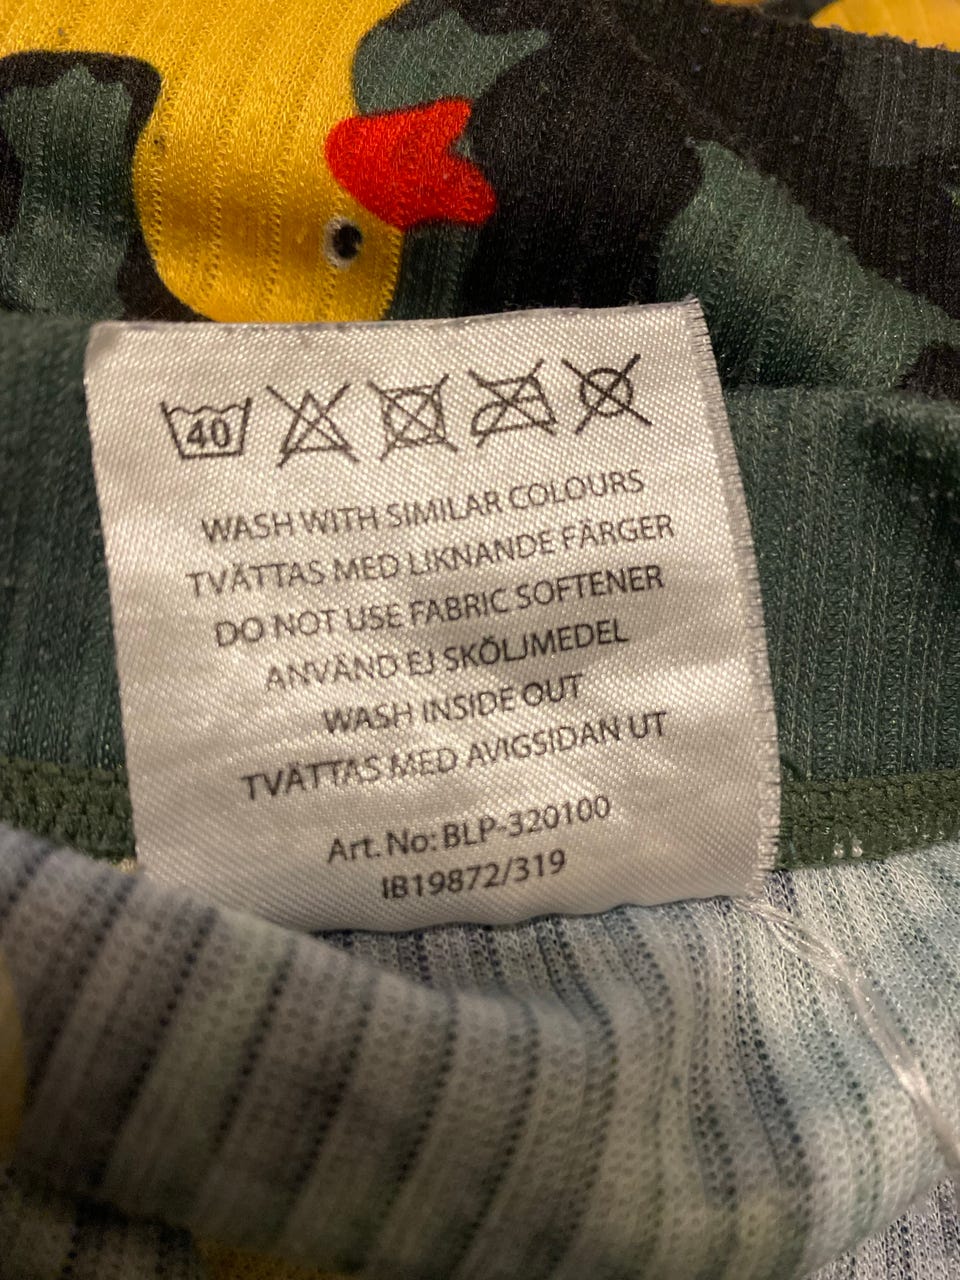 40
WASH WITH SIMILAR COLOURS
TVÄTTAS MED LIKNANDE FÄRGER
DO NOT USE FABRIC SOFTENER
ANVÄND EJ SKÖLJMEDEL
WASH INSIDE OUT
TVÄTTAS MED AVIGSIDAN UT
Art. No: BLP-320100
IB19872/319